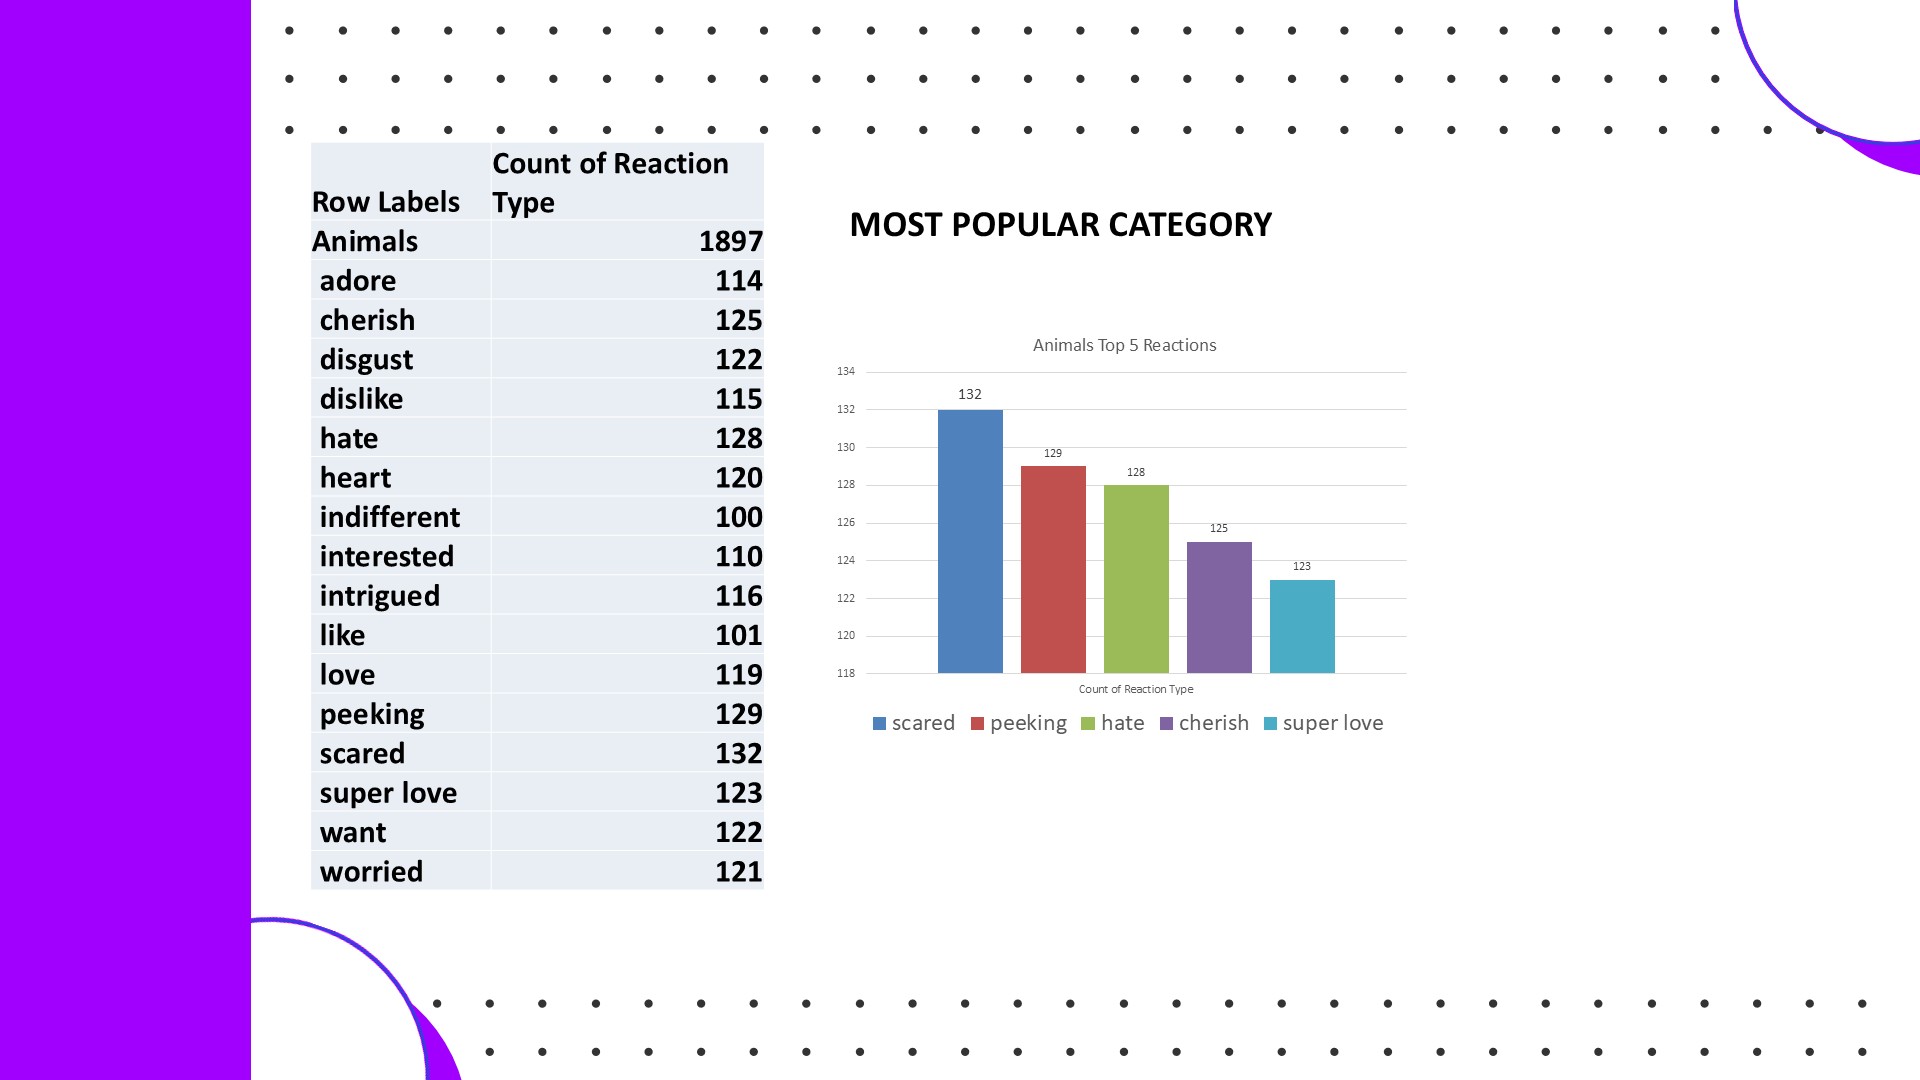 Row Labels Count of Reaction Type
Animals 1897
adore 114
cherish 125
disgust 122
dislike 115
hate 128
heart 120
indifferent 100
interested 110
intrigued 116
like 101
love 119
peeking 129
scared 132
super love 123
want 122
worried 121
MOST POPULAR CATEGORY
Animals Top 5 Reactions
134
132
130
128
126
124
122
120
118
132
129
128
125
123
Count of Reaction Type
scared peeking hate cherish super love